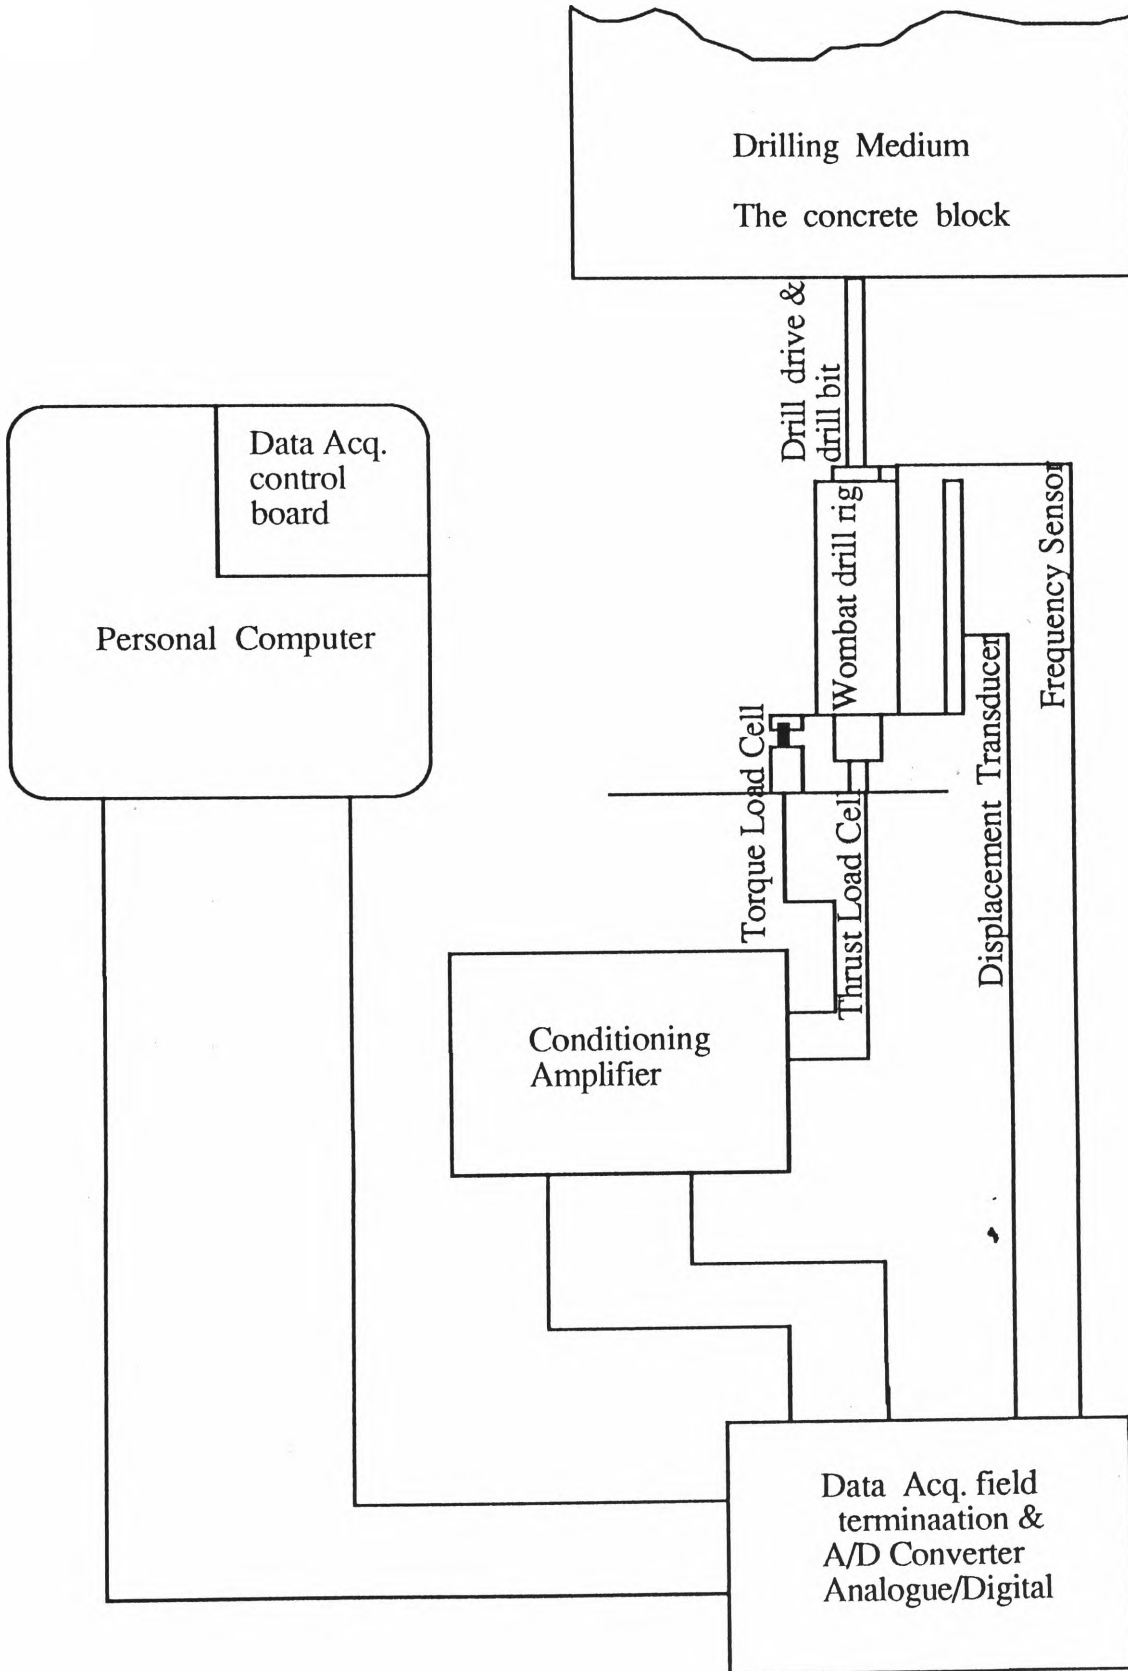 Drilling Medium
The concrete block
Drill drive &
drill bit
Data Acq.
control
board
Personal Computer
Wombat drill rig
Frequency Sensor
Displacement Transducer
Torque Load Cell
Thrust Load Cell
Conditioning
Amplifier
Data Acq. field
terminaation &
A/D Converter
Analogue/Digital